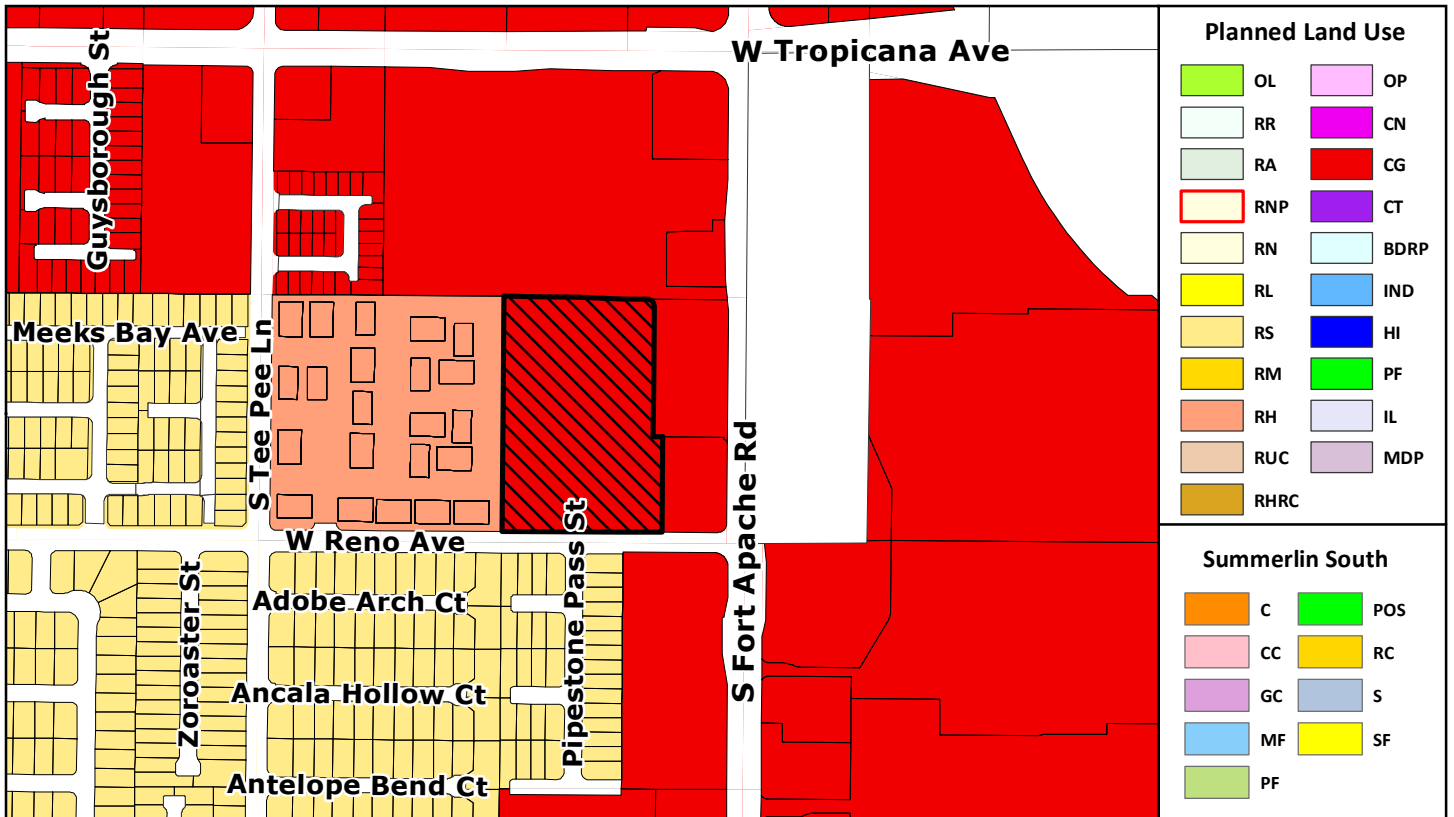 W Tropicana Ave
Guysborough St
Meeks Bay Ave
S Tee Pee Ln
W Reno Ave
S Fort Apache Rd
Adobe Arch Ct
Zoroaster St
Pipestone Pass St
Ancala Hollow Ct
Antelope Bend Ct
Planned Land Use
OL
OP
RR
CN
RA
CG
RNP
CT
RN
BDRP
RL
IND
RS
HI
RM
PF
RH
IL
RUC
MDP
RHRC
Summerlin South
C
POS
CC
RC
GC
S
MF
SF
PF